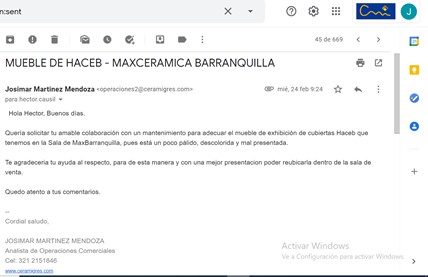 n:sent
J
45 de 669
MUEBLE DE HACEB - MAXCERAMICA BARRANQUILLA
Josimar Martinez Mendoza <operaciones2@ceramigres.com>
mié, 24 feb 9:24
para hector.causil
Hola Hector, Buenos días.
Quería solicitar tu amable colaboración con un mantenimiento para adecuar el mueble de exhibición de cubiertas Haceb que
tenemos en la Sala de MaxBarranquilla, pues está un poco pálido, descolorida y mal presentada.
Te agradeceria tu ayuda al respecto, para de esta manera y con una mejor presentacion poder reubicarla dentro de la sala de
venta.
Quedo atento a tus comentarios.
--
Cordial saludo,
JOSIMAR MARTINEZ MENDOZA
Analista de Operaciones Comerciales
Cel: 321 2151846
www.ceramigres.com
Activar Windows
Ve a Configuración para activar Windows.